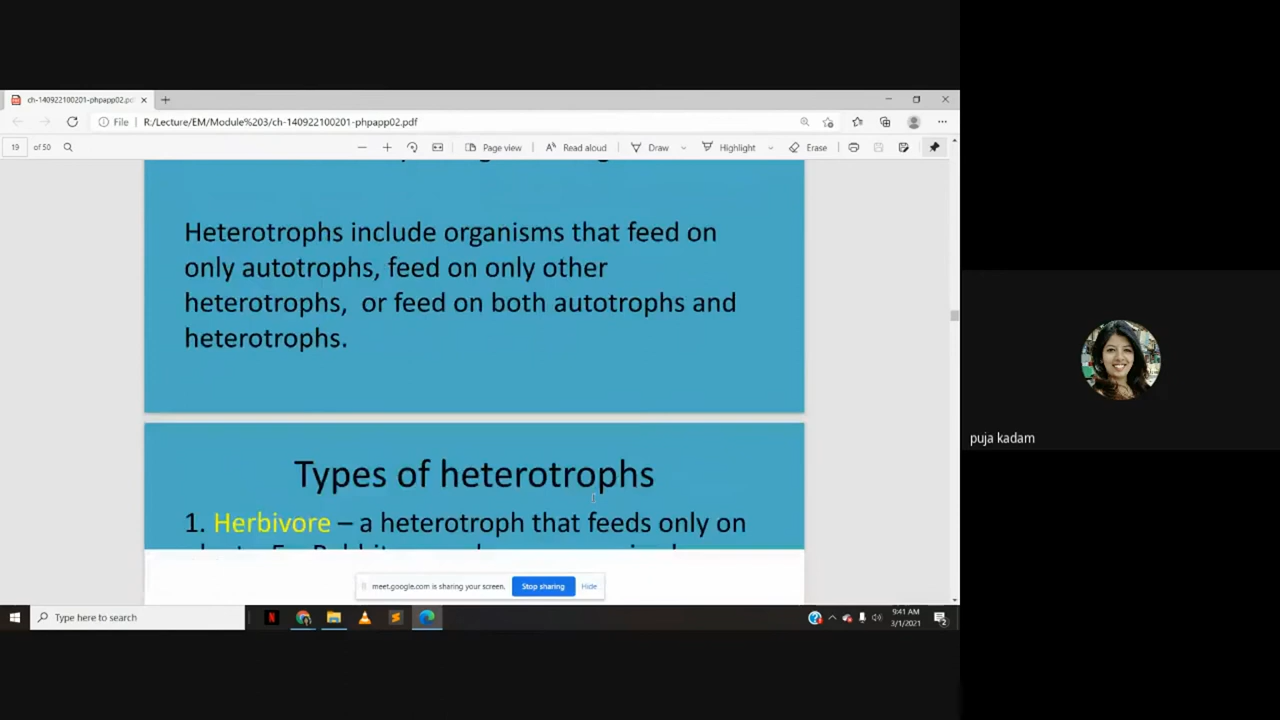 ch-140922100201-phpapp02.pdf
File
R:/Lecture/EM/Module%203/ch-140922100201-phpapp02.pdf
19 of 50
Page view
Read aloud
Draw
Highlight
Erase
Heterotrophs include organisms that feed on
only autotrophs, feed on only other
heterotrophs, or feed on both autotrophs and
heterotrophs.
Types of heterotrophs
1. Herbivore – a heterotroph that feeds only on
puja kadam
meet.google.com is sharing your screen.
Stop sharing
Hide
Type here to search
9:41 AM
3/1/2021